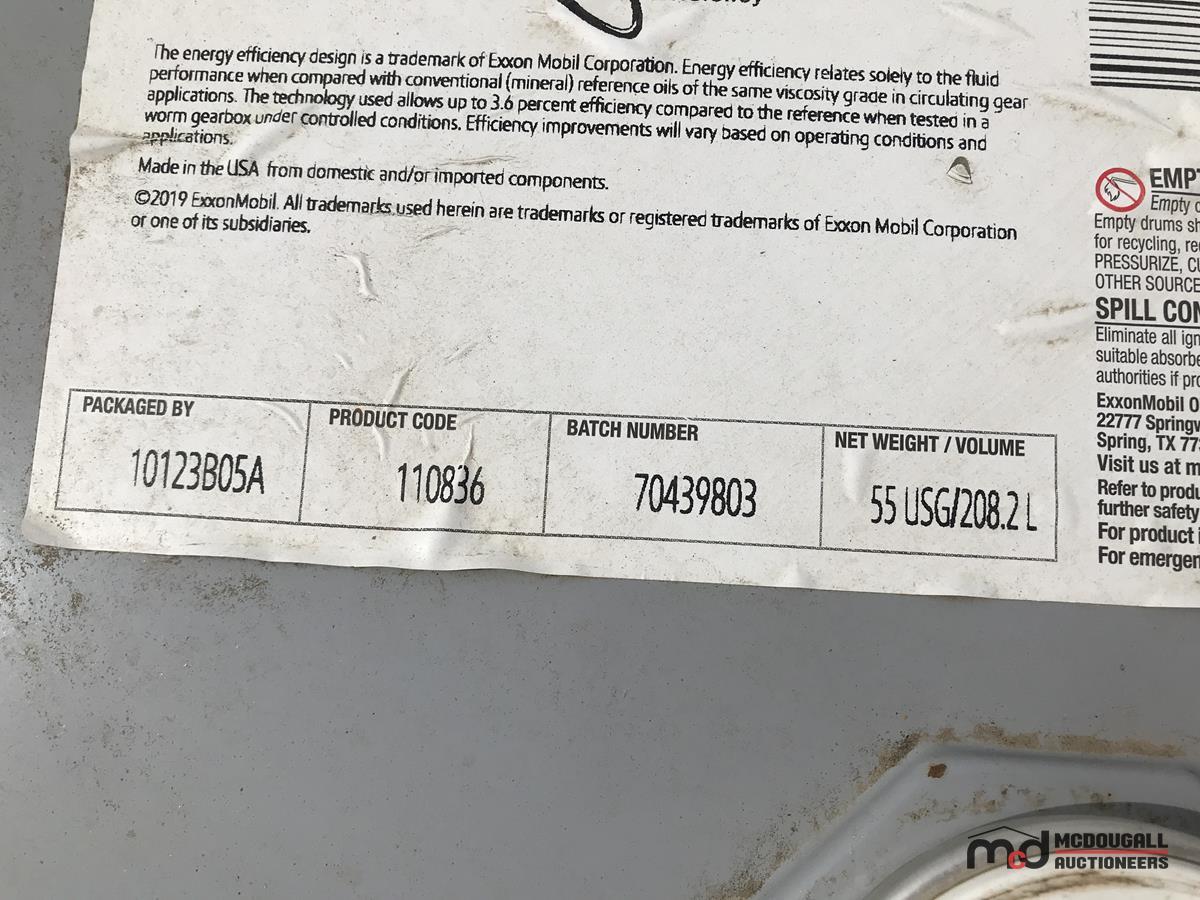 The energy efficiency design is a trademark of Exxon Mobil Corporation. Energy efficiency relates solely to the fluid
performance when compared with conventional (mineral) reference oils of the same viscosity grade in circulating gear
applications. The technology used allows up to 3.6 percent efficiency compared to the reference when tested in a
worm gearbox under controlled conditions. Efficiency improvements will vary based on operating conditions and
applications.
Made in the USA from domestic and/or imported components.
©2019 ExxonMobil. All trademarks used herein are trademarks or registered trademarks of Exxon Mobil Corporation
or one of its subsidiaries.
PACKAGED BY
10123B05A
PRODUCT CODE
110836
BATCH NUMBER
70439803
NET WEIGHT / VOLUME
55 USG/208.2 L
EMPT
Empty
Empty drums sh
for recycling, re
PRESSURIZE, CU
OTHER SOURCE
SPILL CON
Eliminate all ign
suitable absorbe
authorities if pro
ExxonMobil O
22777 Springw
Spring, TX 77
Visit us at m
Refer to produ
further safety
For product
For emergen
mcd MCDOUGALL
AUCTIONEERS